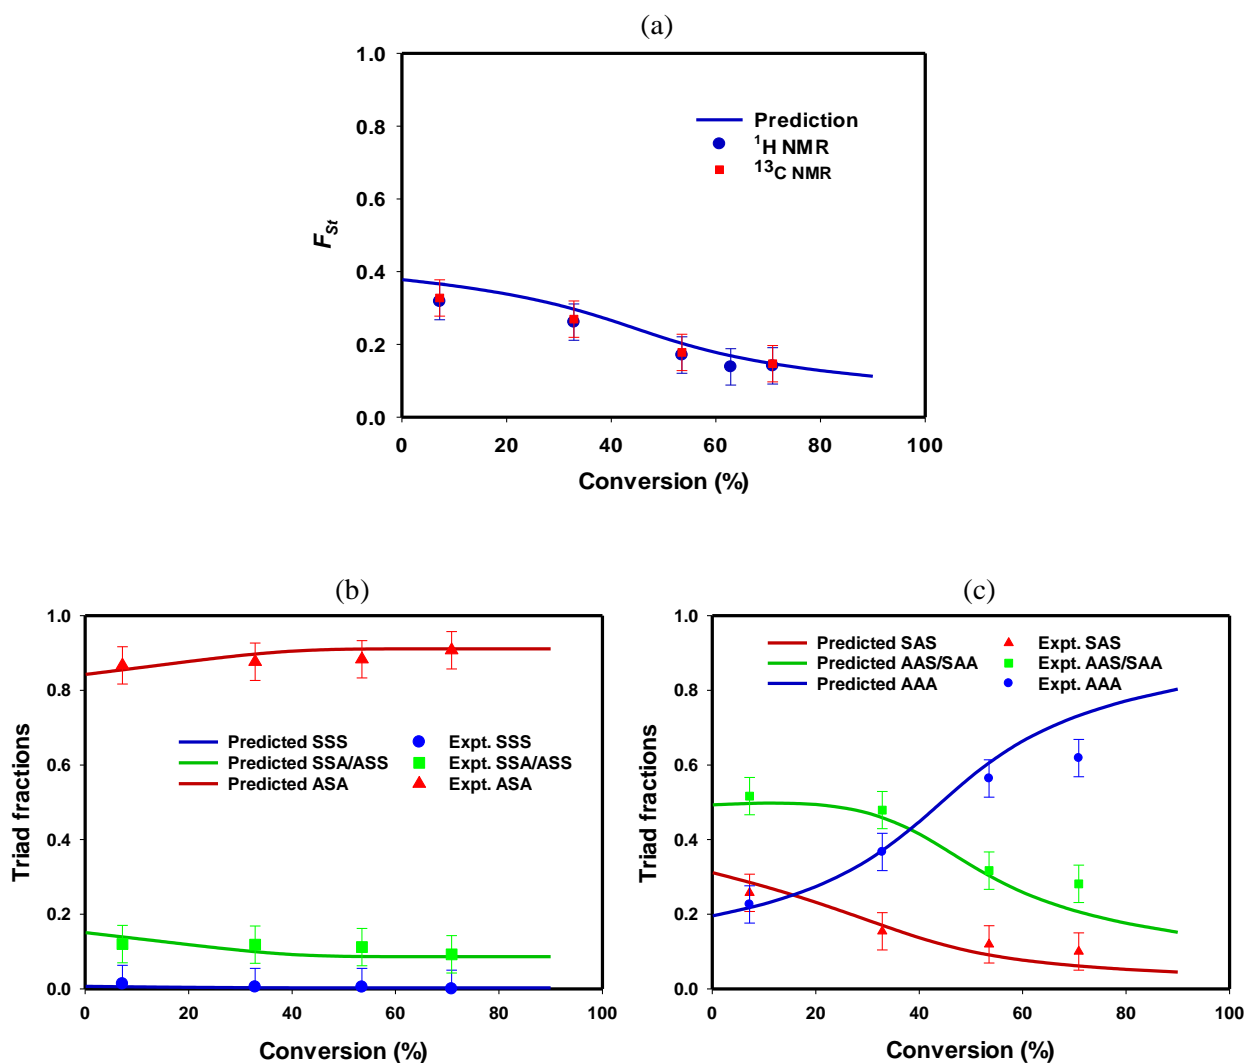 (a)
1.0
0.8
0.6
0.4
0.2
0.0
F_St
Prediction
¹H NMR
¹³C NMR
0 20 40 60 80 100
Conversion (%)
(b)
1.0
0.8
0.6
0.4
0.2
0.0
Triad fractions
Predicted SSS Expt. SSS
Predicted SSA/ASS Expt. SSA/ASS
Predicted ASA Expt. ASA
0 20 40 60 80 100
Conversion (%)
(c)
1.0
0.8
0.6
0.4
0.2
0.0
Triad fractions
Predicted SAS Expt. SAS
Predicted AAS/SAA Expt. AAS/SAA
Predicted AAA Expt. AAA
0 20 40 60 80 100
Conversion (%)